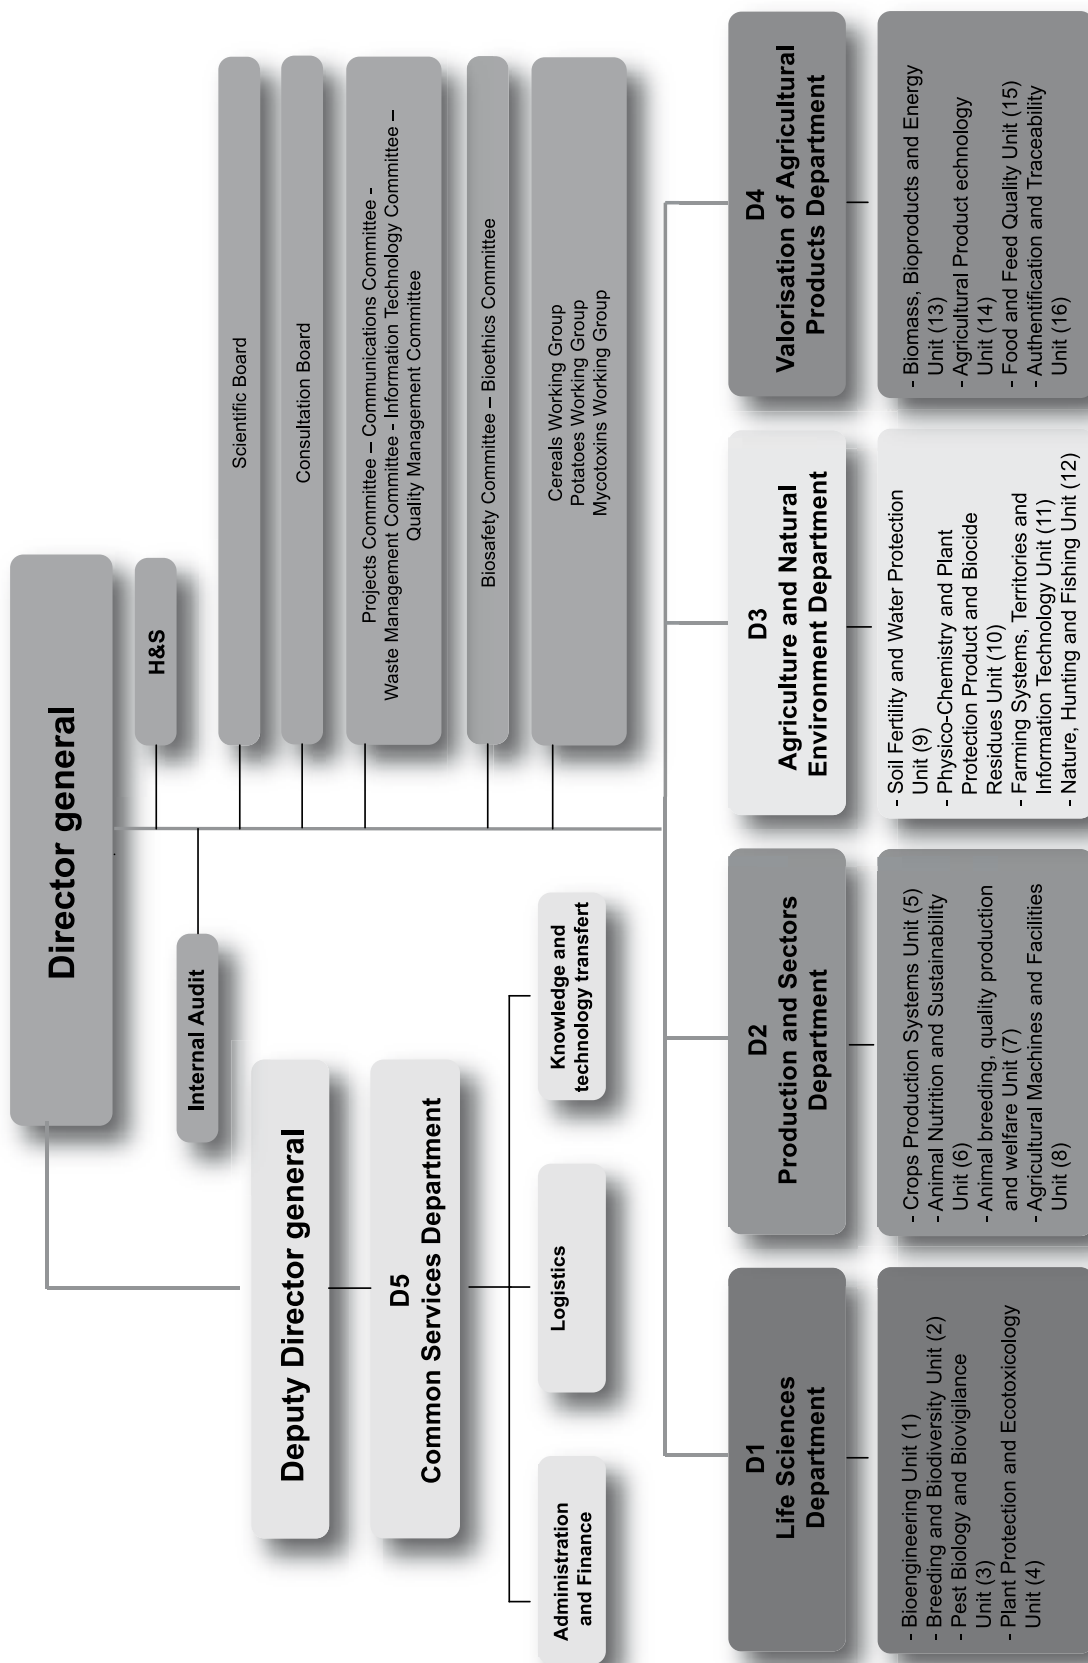 Director general
H&S
Internal Audit
Scientific Board
Consultation Board
Projects Committee – Communications Committee -
Waste Management Committee - Information Technology Committee –
Quality Management Committee
Biosafety Committee – Bioethics Committee
Cereals Working Group
Potatoes Working Group
Mycotoxins Working Group
Deputy Director general
D5
Common Services Department
Administration
and Finance
Logistics
Knowledge and
technology transfert
D1
Life Sciences
Department
- Bioengineering Unit (1)
- Breeding and Biodiversity Unit (2)
- Pest Biology and Biovigilance
Unit (3)
- Plant Protection and Ecotoxicology
Unit (4)
D2
Production and Sectors
Department
- Crops Production Systems Unit (5)
- Animal Nutrition and Sustainability
Unit (6)
- Animal breeding, quality production
and welfare Unit (7)
- Agricultural Machines and Facilities
Unit (8)
D3
Agriculture and Natural
Environment Department
- Soil Fertility and Water Protection
Unit (9)
- Physico-Chemistry and Plant
Protection Product and Biocide
Residues Unit (10)
- Farming Systems, Territories and
Information Technology Unit (11)
- Nature, Hunting and Fishing Unit (12)
D4
Valorisation of Agricultural
Products Department
- Biomass, Bioproducts and Energy
Unit (13)
- Agricultural Product echnology
Unit (14)
- Food and Feed Quality Unit (15)
- Authentification and Traceability
Unit (16)